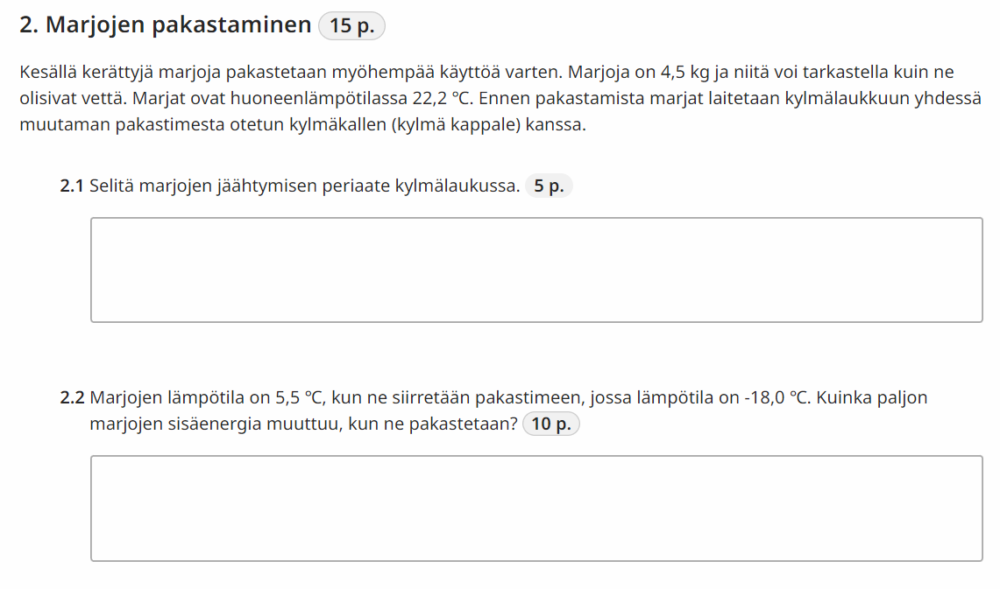 2. Marjojen pakastaminen 15 p.
Kesällä kerättyjä marjoja pakastetaan myöhempää käyttöä varten. Marjoja on 4,5 kg ja niitä voi tarkastella kuin ne
olisivat vettä. Marjat ovat huoneenlämpötilassa 22,2 °C. Ennen pakastamista marjat laitetaan kylmälaukkuun yhdessä
muutaman pakastimesta otetun kylmäkallen (kylmä kappale) kanssa.
2.1 Selitä marjojen jäähtymisen periaate kylmälaukussa. 5 p.
2.2 Marjojen lämpötila on 5,5 °C, kun ne siirretään pakastimeen, jossa lämpötila on -18,0 °C. Kuinka paljon
marjojen sisäenergia muuttuu, kun ne pakastetaan? 10 p.